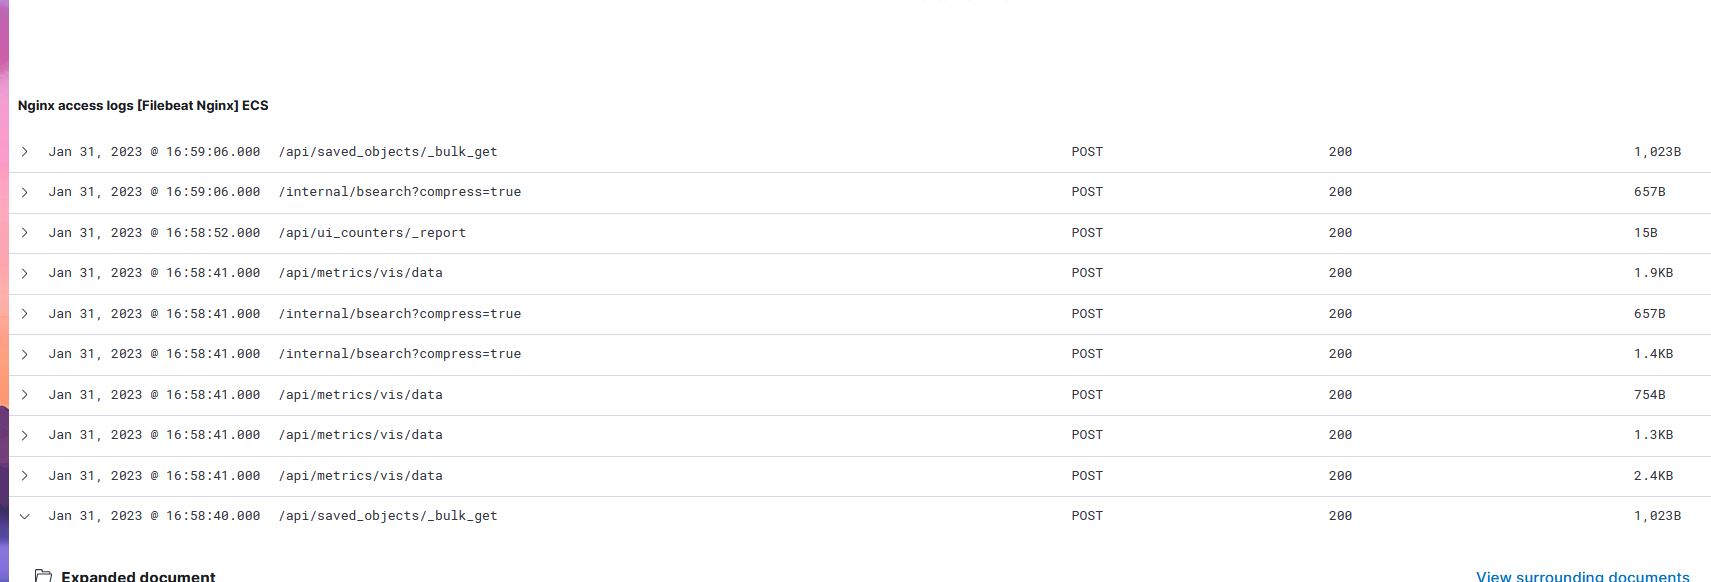 Nginx access logs [Filebeat Nginx] ECS
Jan 31, 2023 @ 16:59:06.000 /api/saved_objects/_bulk_get POST 200 1,023B
Jan 31, 2023 @ 16:59:06.000 /internal/bsearch?compress=true POST 200 657B
Jan 31, 2023 @ 16:58:52.000 /api/ui_counters/_report POST 200 15B
Jan 31, 2023 @ 16:58:41.000 /api/metrics/vis/data POST 200 1.9KB
Jan 31, 2023 @ 16:58:41.000 /internal/bsearch?compress=true POST 200 657B
Jan 31, 2023 @ 16:58:41.000 /internal/bsearch?compress=true POST 200 1.4KB
Jan 31, 2023 @ 16:58:41.000 /api/metrics/vis/data POST 200 754B
Jan 31, 2023 @ 16:58:41.000 /api/metrics/vis/data POST 200 1.3KB
Jan 31, 2023 @ 16:58:41.000 /api/metrics/vis/data POST 200 2.4KB
Jan 31, 2023 @ 16:58:40.000 /api/saved_objects/_bulk_get POST 200 1,023B
Expanded document View surrounding documents